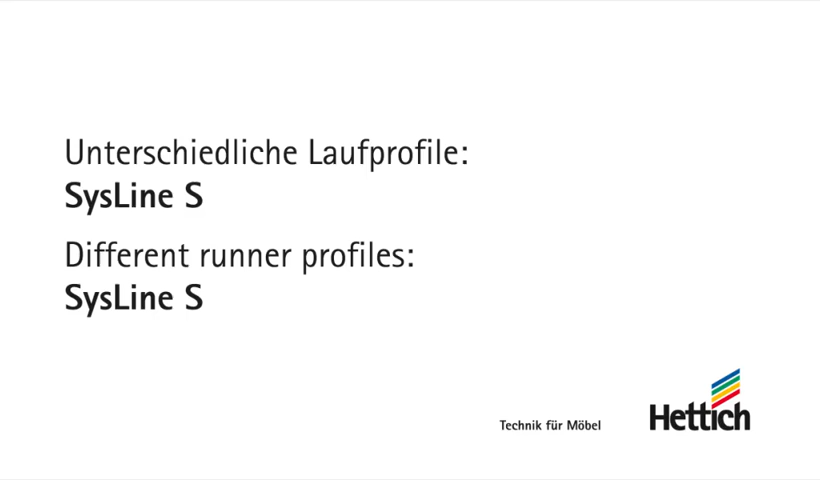 Unterschiedliche Laufprofile:
SysLine S
Different runner profiles:
SysLine S
Technik für Möbel
Hettich